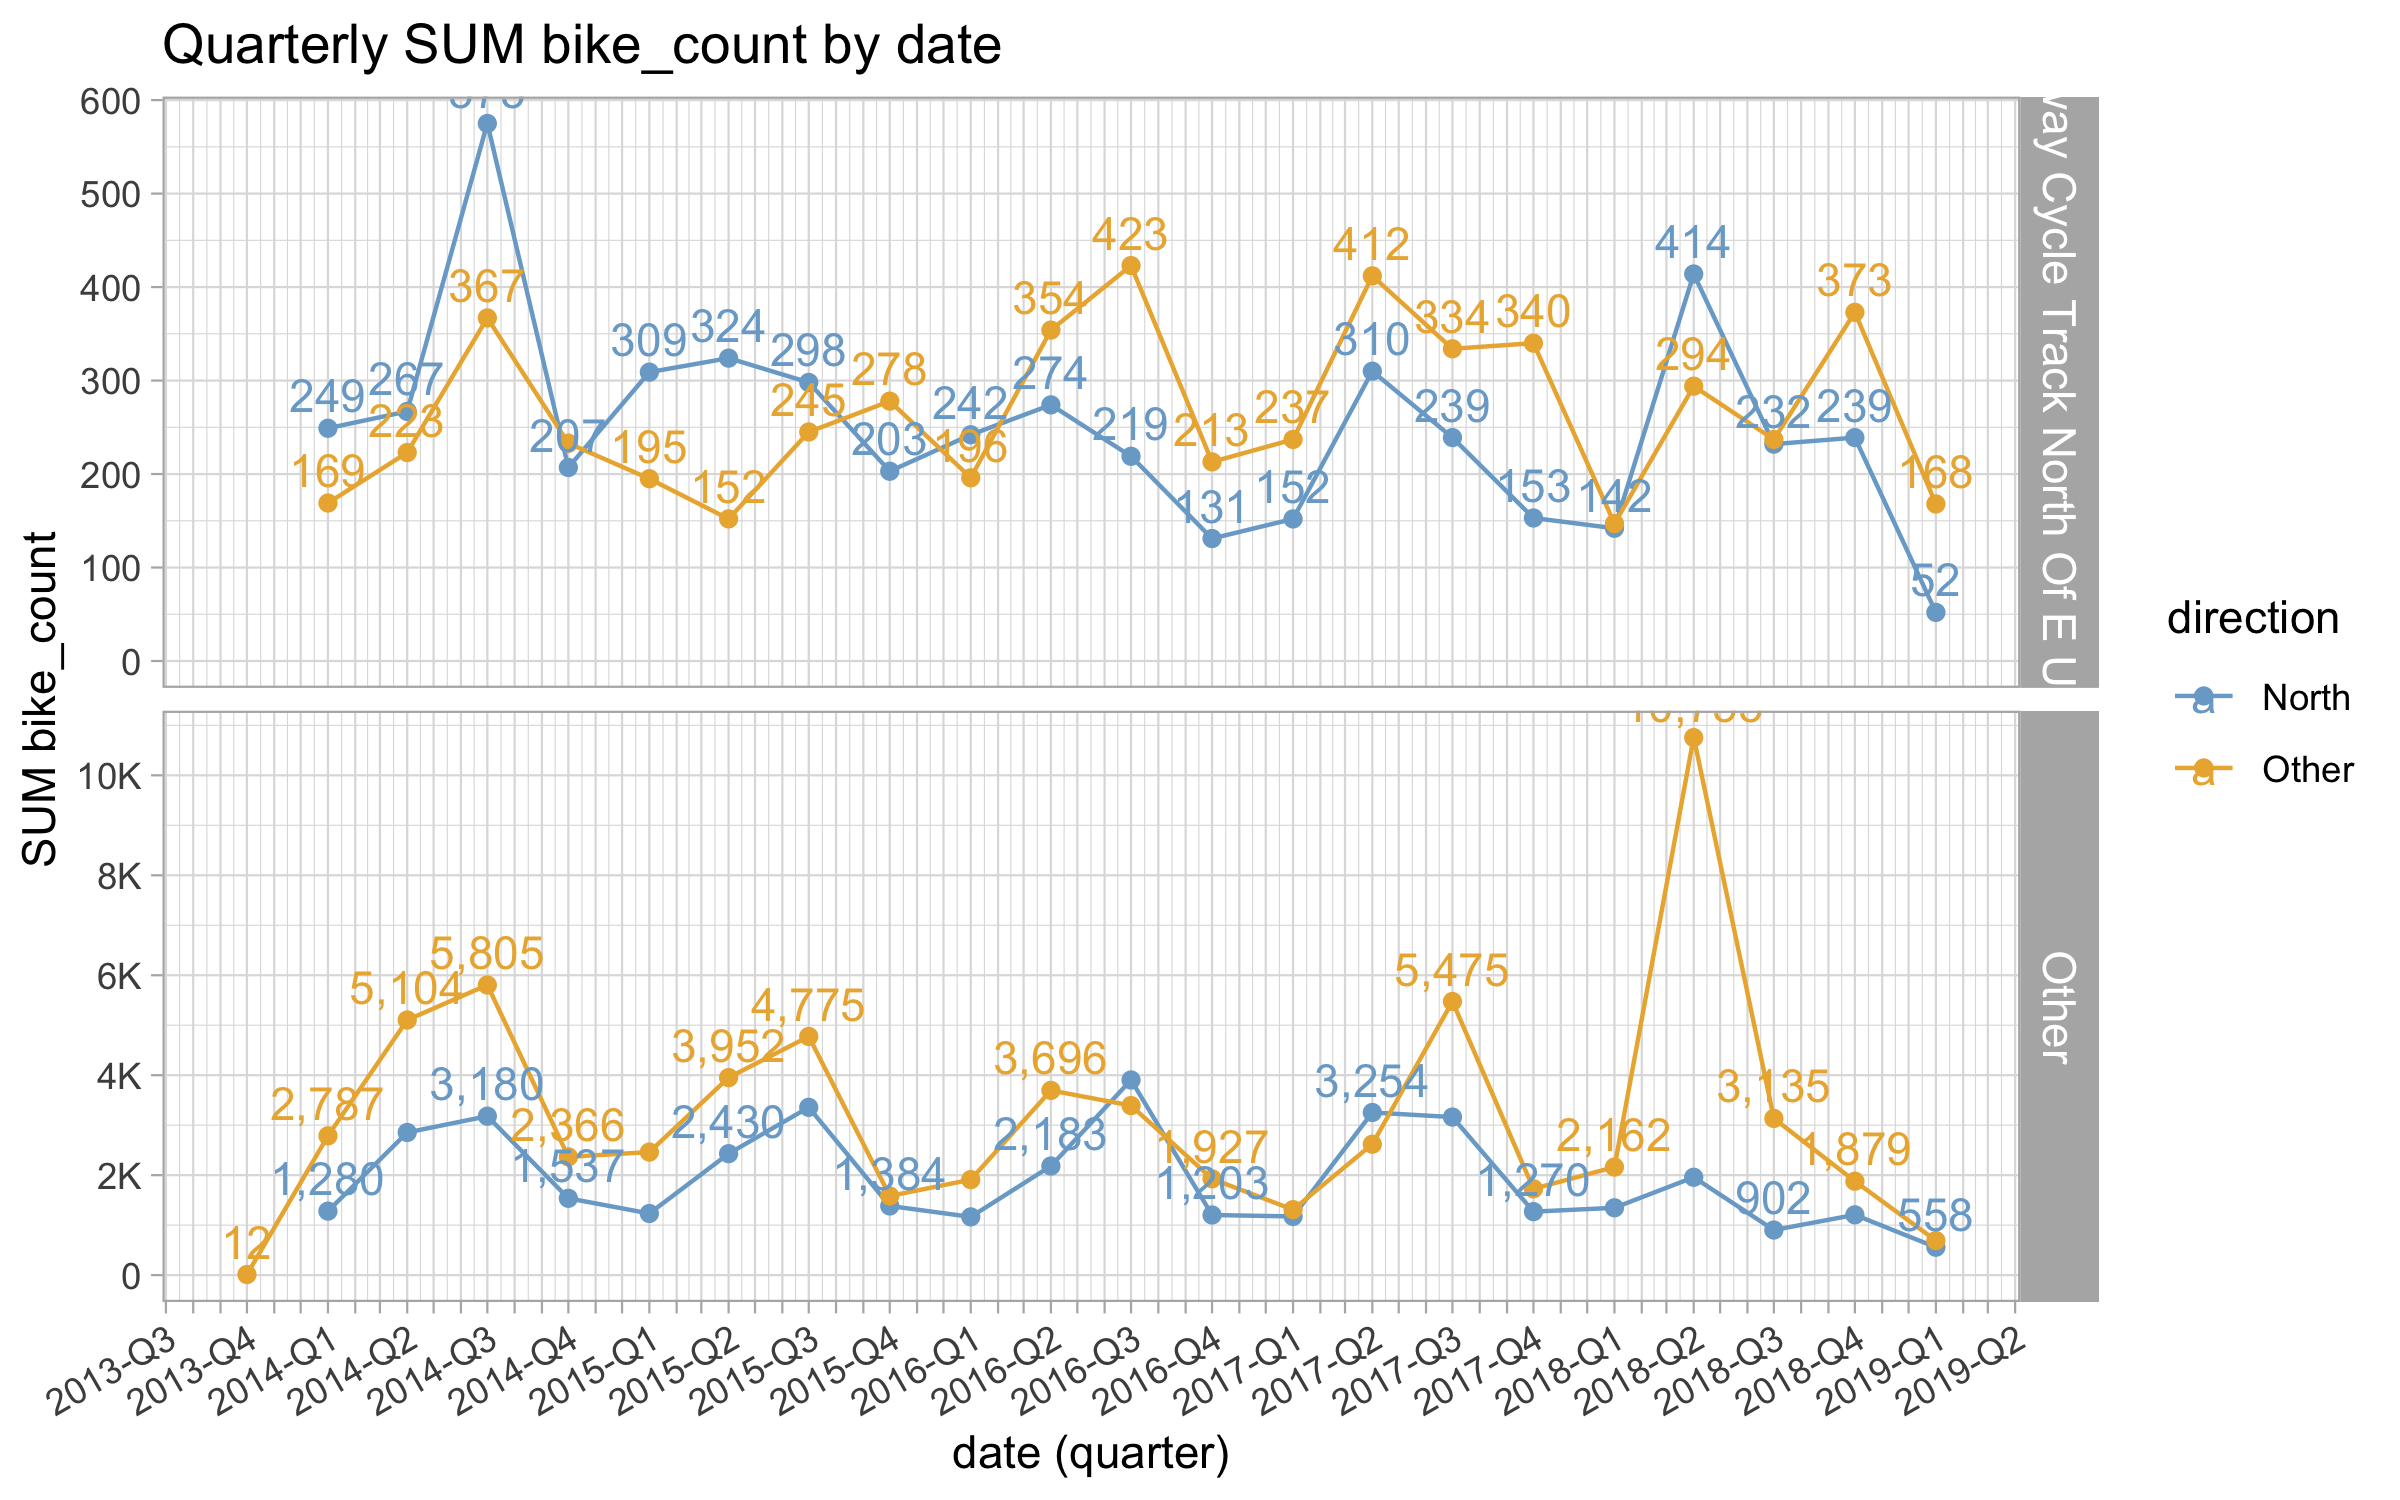 Quarterly SUM bike_count by date
SUM bike_count
600
500
400
300
200
100
0
249 267 367 207 309 324 298 278 203 242 274 354 423 219 213 131 237 152 412 310 334 239 340 153 142 414 294 232 373 239 168 52
169 223 195 152 245 196
Cycle Track North Of E U
10K
8K
6K
4K
2K
0
12 2,787 1,280 5,104 5,805 3,180 2,366 1,537 3,952 2,430 4,775 1,384 3,696 2,183 1,927 1,203 3,254 5,475 1,270 2,162 3,135 902 1,879 558
Other
2013-Q3
2013-Q4
2014-Q1
2014-Q2
2014-Q3
2014-Q4
2015-Q1
2015-Q2
2015-Q3
2015-Q4
2016-Q1
2016-Q2
2016-Q3
2016-Q4
2017-Q1
2017-Q2
2017-Q3
2017-Q4
2018-Q1
2018-Q2
2018-Q3
2018-Q4
2019-Q1
2019-Q2
date (quarter)
direction
a North
a Other